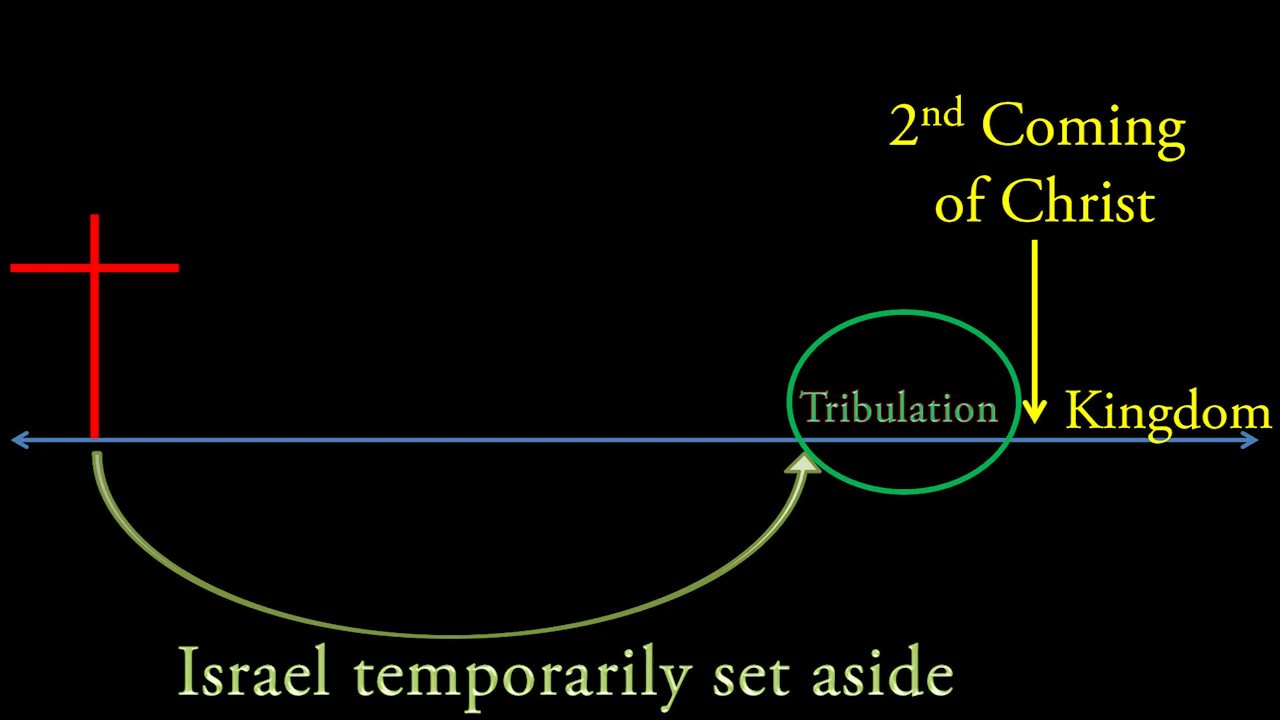 2nd Coming
of Christ
Tribulation
Kingdom
Israel temporarily set aside